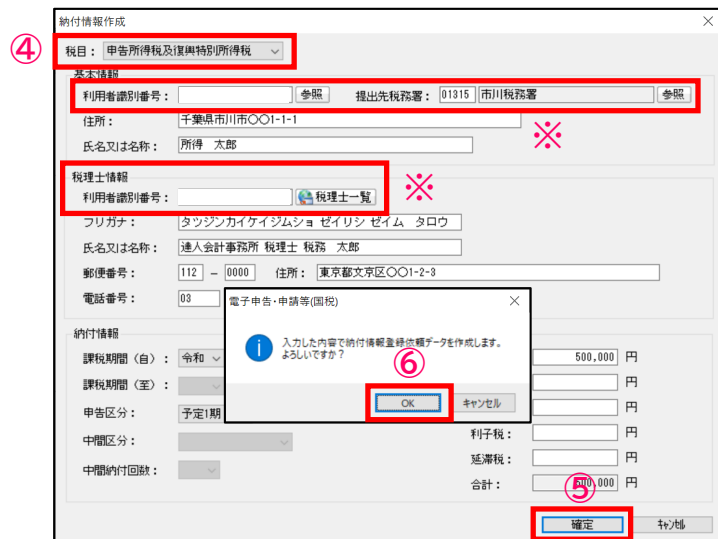 納付情報作成
④ 税目： 申告所得税及復興特別所得税
基本情報
利用者識別番号： 参照 提出先税務署： 01315 市川税務署 参照
住所： 千葉県市川市〇〇1-1-1
※
氏名又は名称： 所得 太郎
税理士情報
※
利用者識別番号： 税理士一覧
フリガナ： タツジンカイケイジムショ ゼイリシ ゼイム タロウ
氏名又は名称： 達人会計事務所 税理士 税務 太郎
郵便番号： 112 － 0000 住所： 東京都文京区〇〇1-2-3
電話番号： 03
電子申告・申請等(国税)
入力した内容で納付情報登録依頼データを作成します。
よろしいですか？
⑥
OK キャンセル
納付情報
課税期間（自）： 令和 500,000 円
課税期間（至）： 円
申告区分： 予定1期 円
中間区分： 利子税： 円
延滞税： 円
中間納付回数： 合計： 500,000 円
⑤
確定 キャンセル